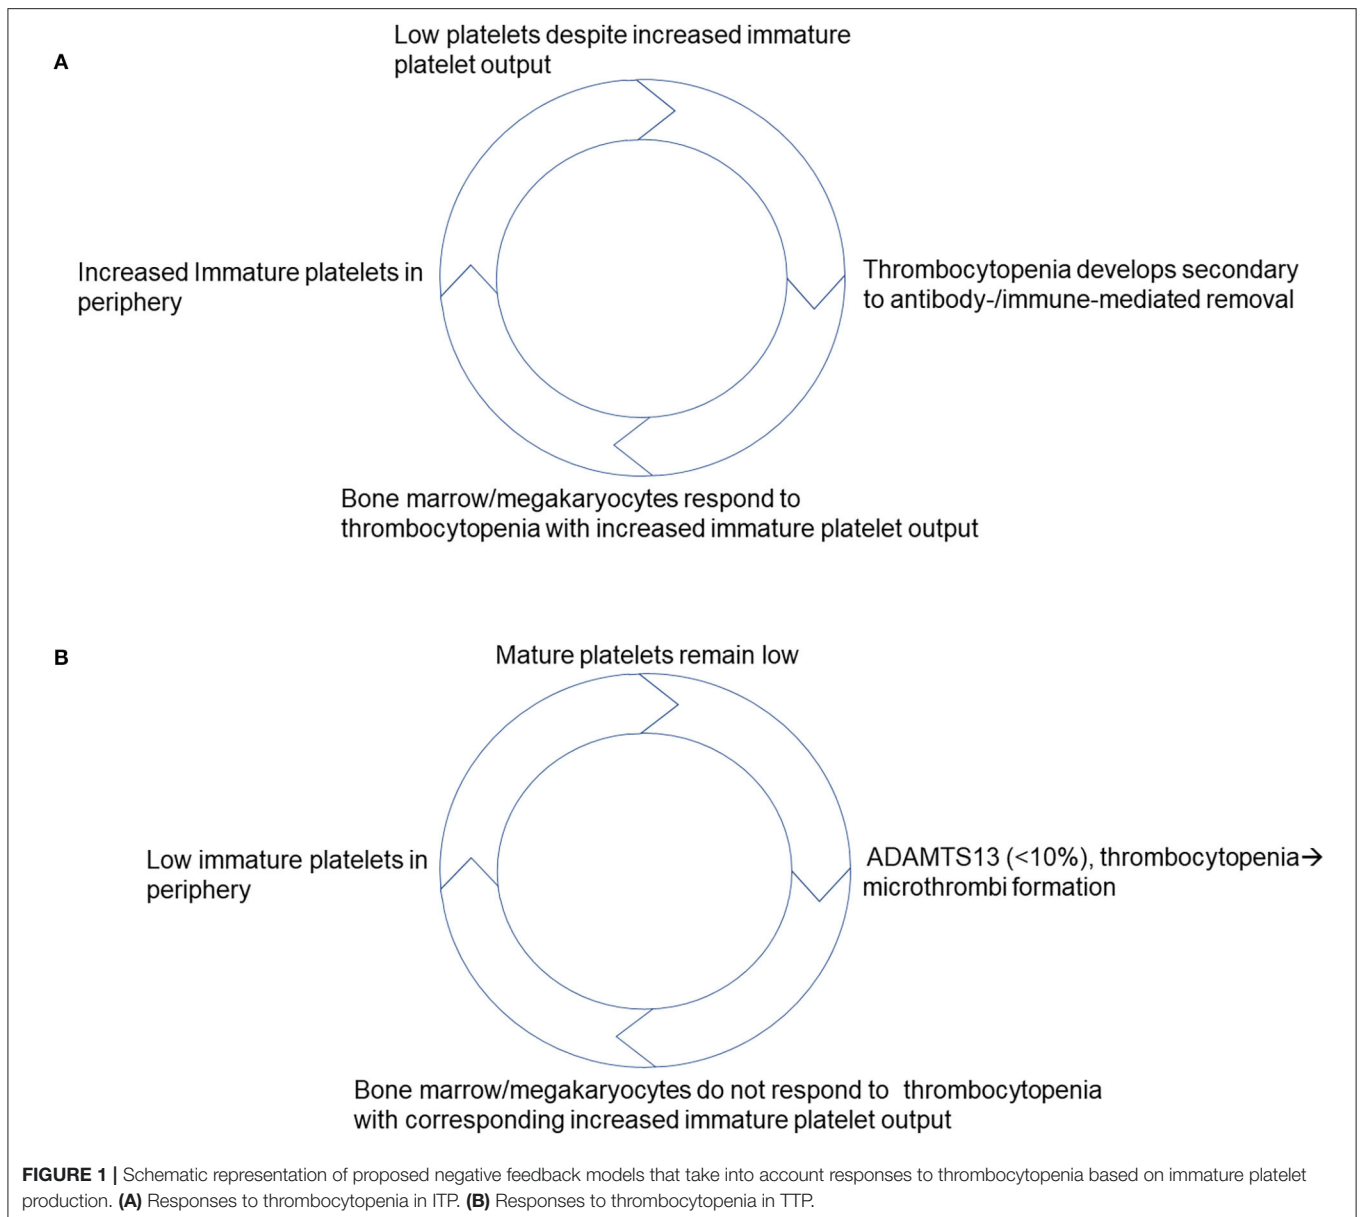 A
Low platelets despite increased immature
platelet output
Increased Immature platelets in
periphery
Thrombocytopenia develops secondary
to antibody-/immune-mediated removal
Bone marrow/megakaryocytes respond to
thrombocytopenia with increased immature platelet output
B
Mature platelets remain low
Low immature platelets in
periphery
ADAMTS13 (<10%), thrombocytopenia→
microthrombi formation
Bone marrow/megakaryocytes do not respond to thrombocytopenia
with corresponding increased immature platelet output
FIGURE 1 | Schematic representation of proposed negative feedback models that take into account responses to thrombocytopenia based on immature platelet
production. (A) Responses to thrombocytopenia in ITP. (B) Responses to thrombocytopenia in TTP.